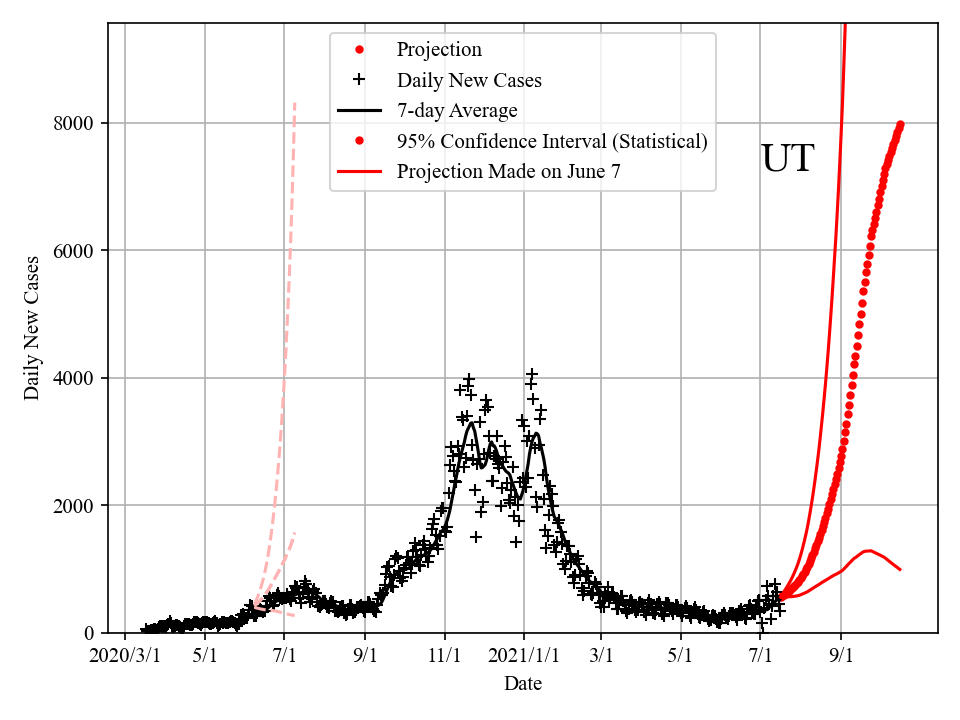 Projection
Daily New Cases
7-day Average
95% Confidence Interval (Statistical)
Projection Made on June 7
UT
Daily New Cases
8000
6000
4000
2000
0
2020/3/1 5/1 7/1 9/1 11/1 2021/1/1 3/1 5/1 7/1 9/1
Date